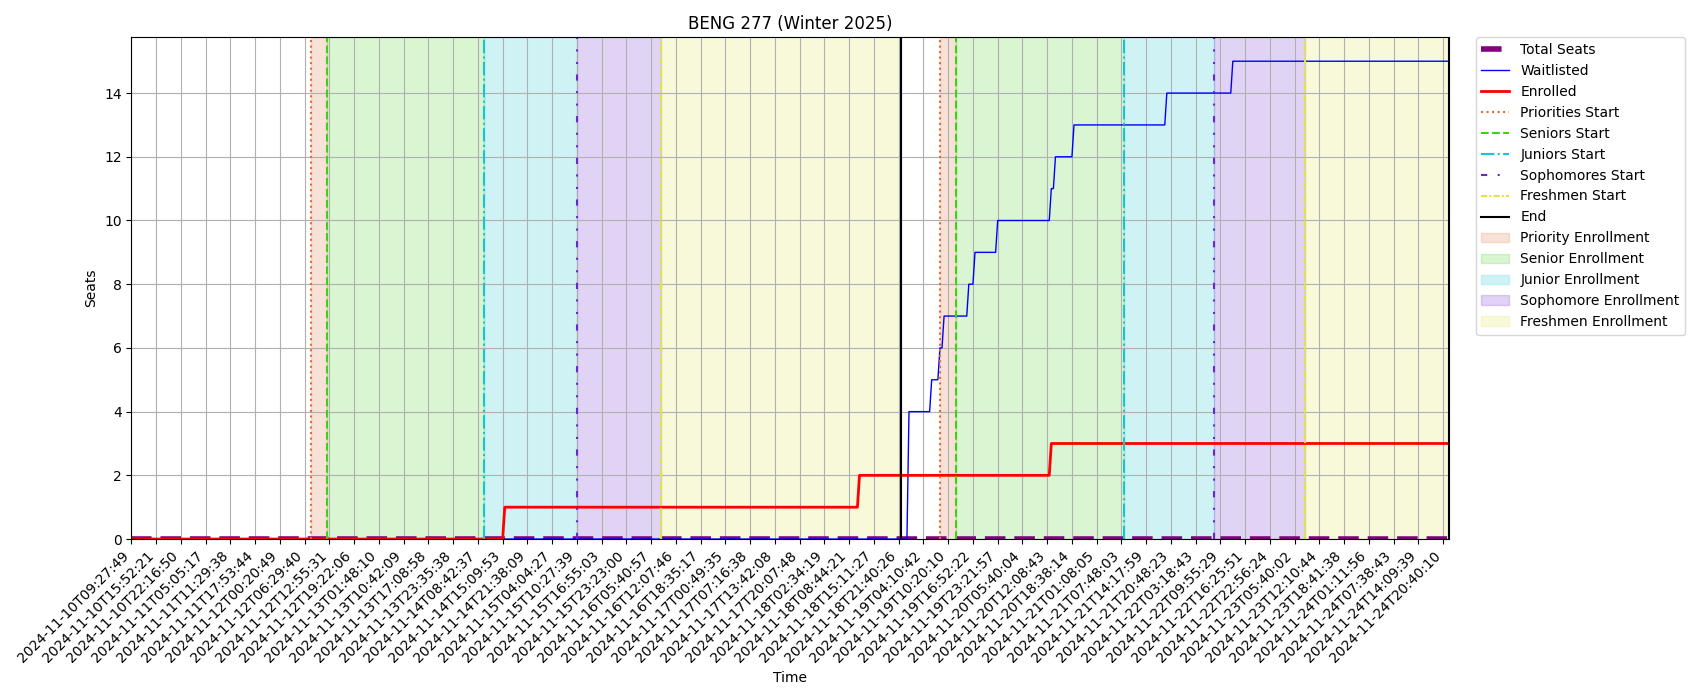 BENG 277 (Winter 2025)
Seats
14
12
10
8
6
4
2
0
2024-11-10T09:27:49
2024-11-10T15:52:21
2024-11-10T22:16:50
2024-11-11T05:05:17
2024-11-11T11:29:38
2024-11-11T17:53:44
2024-11-12T00:20:49
2024-11-12T06:29:40
2024-11-12T12:55:31
2024-11-12T19:22:06
2024-11-13T01:48:10
2024-11-13T10:42:09
2024-11-13T17:08:58
2024-11-13T23:35:38
2024-11-14T08:42:37
2024-11-14T15:09:53
2024-11-14T21:38:09
2024-11-15T04:04:27
2024-11-15T10:27:39
2024-11-15T16:55:03
2024-11-15T23:23:00
2024-11-16T05:40:57
2024-11-16T12:07:46
2024-11-16T18:35:17
2024-11-17T00:49:35
2024-11-17T07:16:38
2024-11-17T13:42:08
2024-11-17T20:07:48
2024-11-18T02:34:19
2024-11-18T08:44:21
2024-11-18T15:11:27
2024-11-18T21:40:26
2024-11-19T04:10:42
2024-11-19T10:20:10
2024-11-19T16:52:22
2024-11-19T23:21:57
2024-11-20T05:40:04
2024-11-20T12:08:43
2024-11-20T18:38:14
2024-11-21T01:08:05
2024-11-21T07:48:03
2024-11-21T14:17:59
2024-11-21T20:48:23
2024-11-22T03:18:43
2024-11-22T09:55:29
2024-11-22T16:25:51
2024-11-22T22:56:24
2024-11-23T05:40:02
2024-11-23T12:10:44
2024-11-23T18:41:38
2024-11-24T01:11:56
2024-11-24T07:38:43
2024-11-24T14:09:39
2024-11-24T20:40:10
Time
Total Seats
Waitlisted
Enrolled
Priorities Start
Seniors Start
Juniors Start
Sophomores Start
Freshmen Start
End
Priority Enrollment
Senior Enrollment
Junior Enrollment
Sophomore Enrollment
Freshmen Enrollment